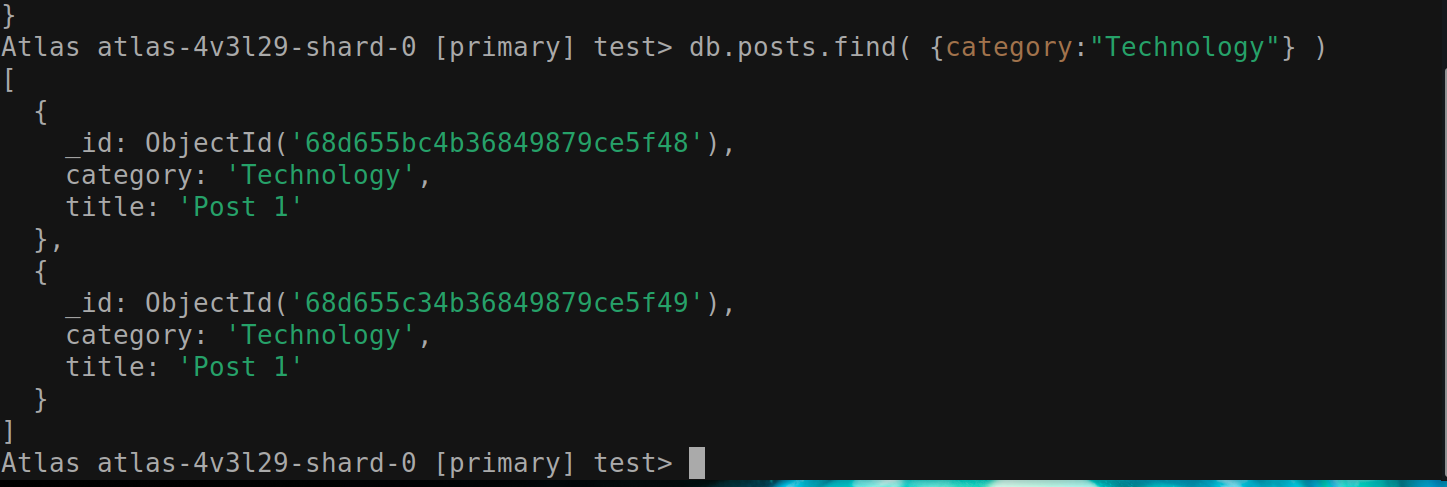 }
Atlas atlas-4v3l29-shard-0 [primary] test> db.posts.find( {category:"Technology"} )
[
  {
    _id: ObjectId('68d655bc4b36849879ce5f48'),
    category: 'Technology',
    title: 'Post 1'
  },
  {
    _id: ObjectId('68d655c34b36849879ce5f49'),
    category: 'Technology',
    title: 'Post 1'
  }
]
Atlas atlas-4v3l29-shard-0 [primary] test>